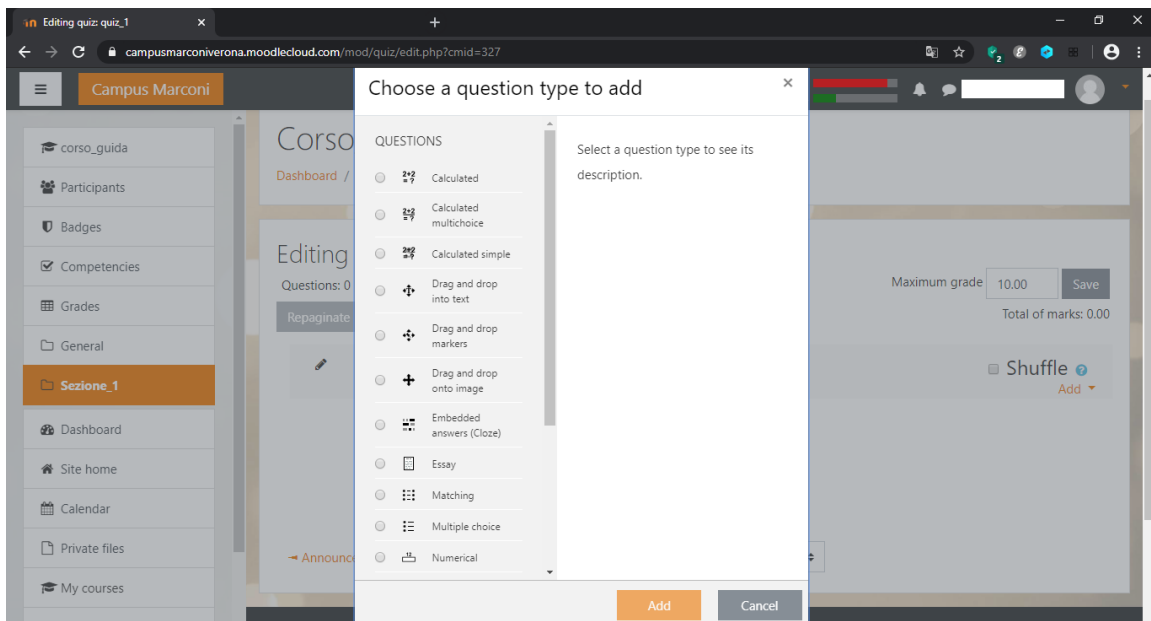 Editing quiz: quiz_1
campusmarconiverona.moodlecloud.com/mod/quiz/edit.php?cmid=327
2
Campus Marconi
Choose a question type to add
corso_guida
Participants
Badges
Competencies
Grades
General
Sezione_1
Dashboard
Site home
Calendar
Private files
My courses
Corso
Dashboard /
Editing
Questions: 0
Repaginate
QUESTIONS
Calculated
Calculated
multichoice
Calculated simple
Drag and drop
into text
Drag and drop
markers
Drag and drop
onto image
Embedded
answers (Cloze)
Essay
Matching
Multiple choice
Numerical
Select a question type to see its
description.
Maximum grade 10.00 Save
Total of marks: 0.00
Shuffle
Add
Add Cancel